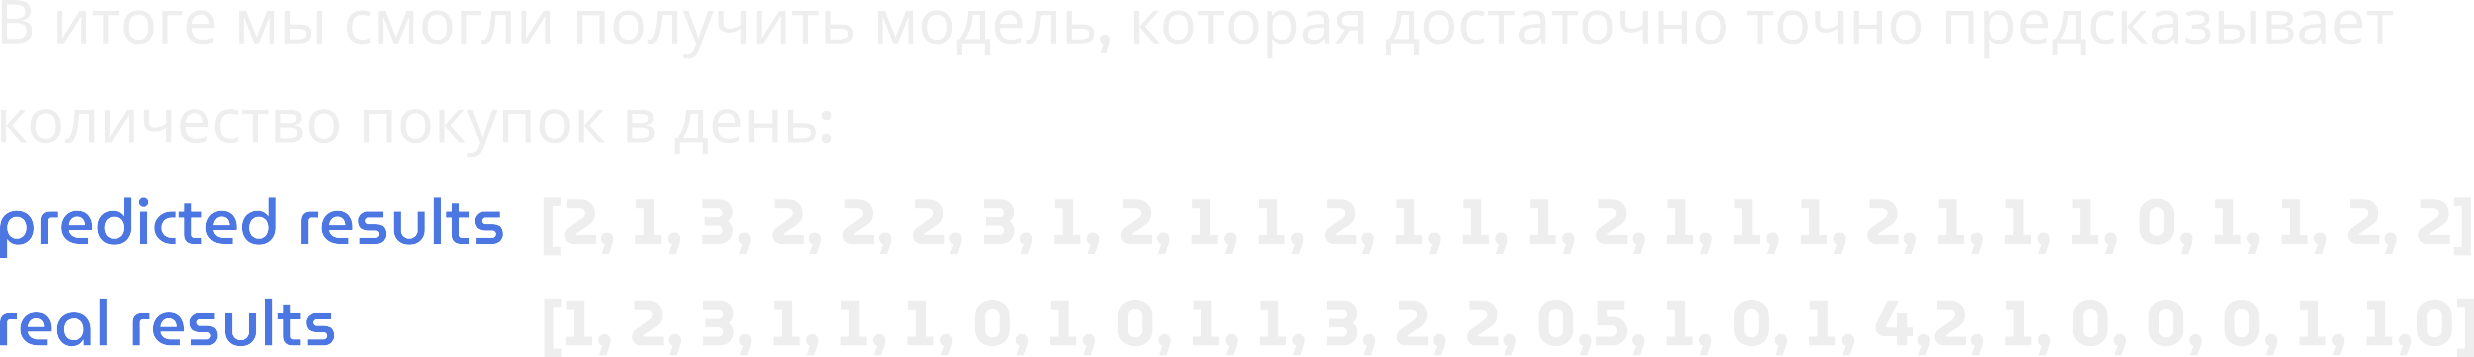 В итоге мы смогли получить модель, которая достаточно точно предсказывает
количество покупок в день:
predicted results [2, 1, 3, 2, 2, 2, 3, 1, 2, 1, 1, 2, 1, 1, 1, 2, 1, 1, 1, 2, 1, 1, 1, 0, 1, 1, 2, 2]
real results [1, 2, 3, 1, 1, 1, 0, 1, 0, 1, 1, 3, 2, 2, 0,5, 1, 0, 1, 4,2, 1, 0, 0, 0, 1, 1,0]